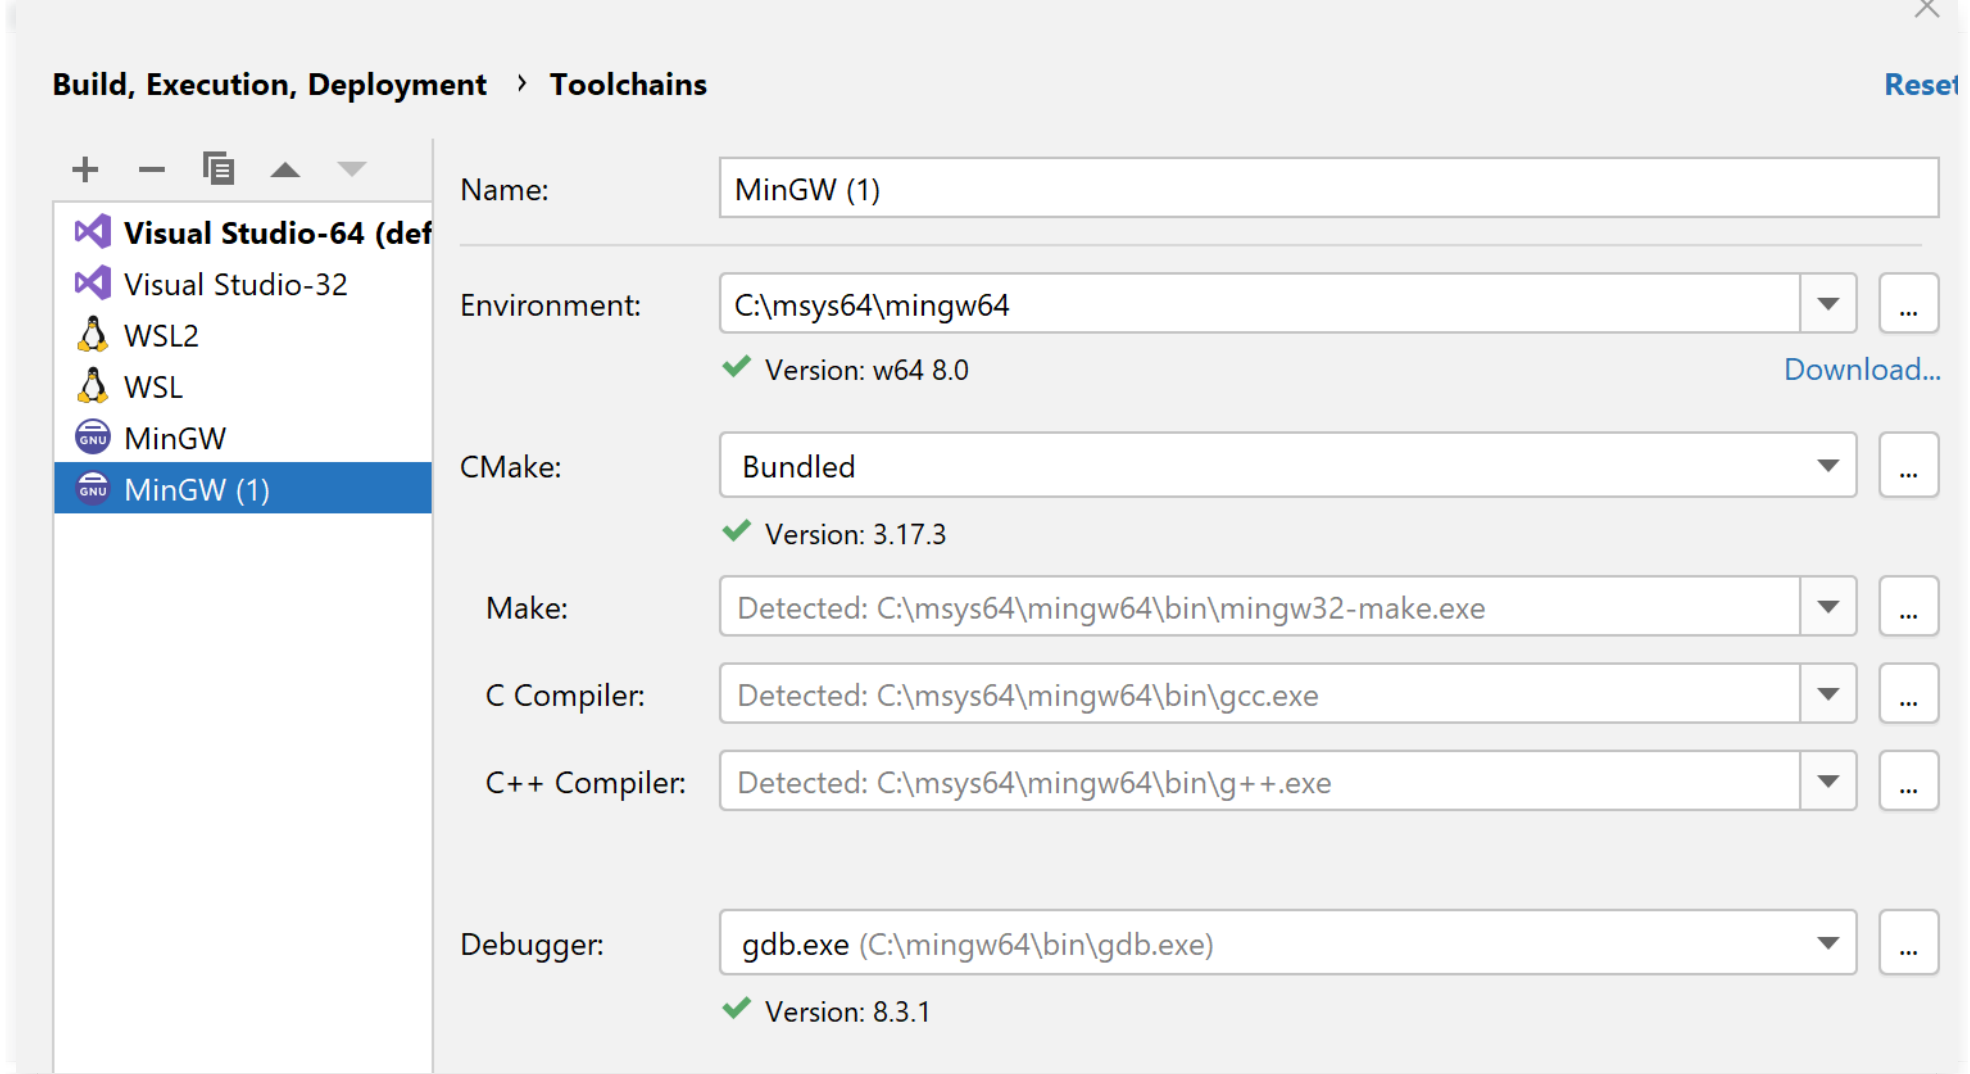 Build, Execution, Deployment › Toolchains
Reset
Visual Studio-64 (def
Visual Studio-32
WSL2
WSL
GNU MinGW
GNU MinGW (1)
Name: MinGW (1)
Environment: C:\msys64\mingw64 ...
Version: w64 8.0 Download...
CMake: Bundled ...
Version: 3.17.3
Make: Detected: C:\msys64\mingw64\bin\mingw32-make.exe ...
C Compiler: Detected: C:\msys64\mingw64\bin\gcc.exe ...
C++ Compiler: Detected: C:\msys64\mingw64\bin\g++.exe ...
Debugger: gdb.exe (C:\mingw64\bin\gdb.exe) ...
Version: 8.3.1